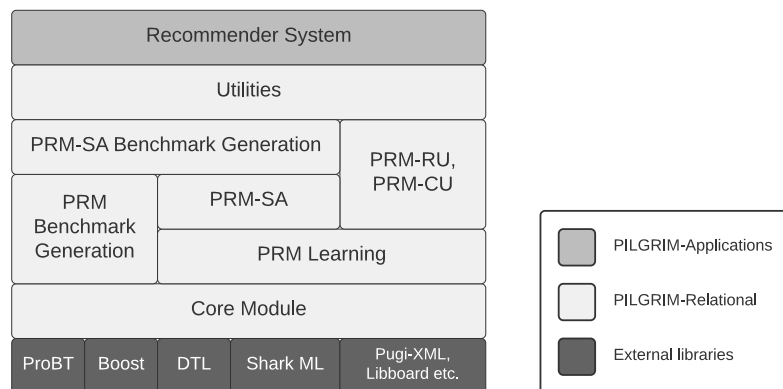 Recommender System
Utilities
PRM-SA Benchmark Generation
PRM-RU,
PRM-CU
PRM
Benchmark
Generation
PRM-SA
PRM Learning
Core Module
ProBT
Boost
DTL
Shark ML
Pugi-XML,
Libboard etc.
PILGRIM-Applications
PILGRIM-Relational
External libraries